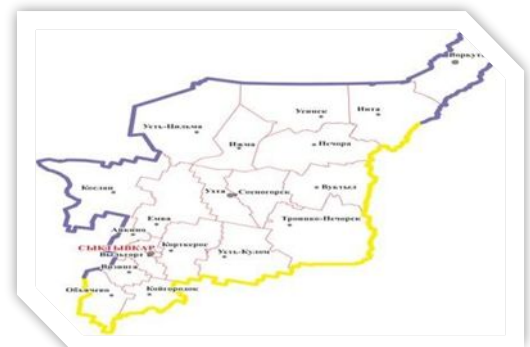 Воркута
Усинск
Инта
Усть-Цильма
Ижма
Печора
Кослан
Ухта
Сосногорск
Вуктыл
Емва
Троицко-Печорск
Айкино
СЫКТЫВКАР
Корткерос
Выльгорт
Усть-Кулом
Визинга
Объячево
Койгородок